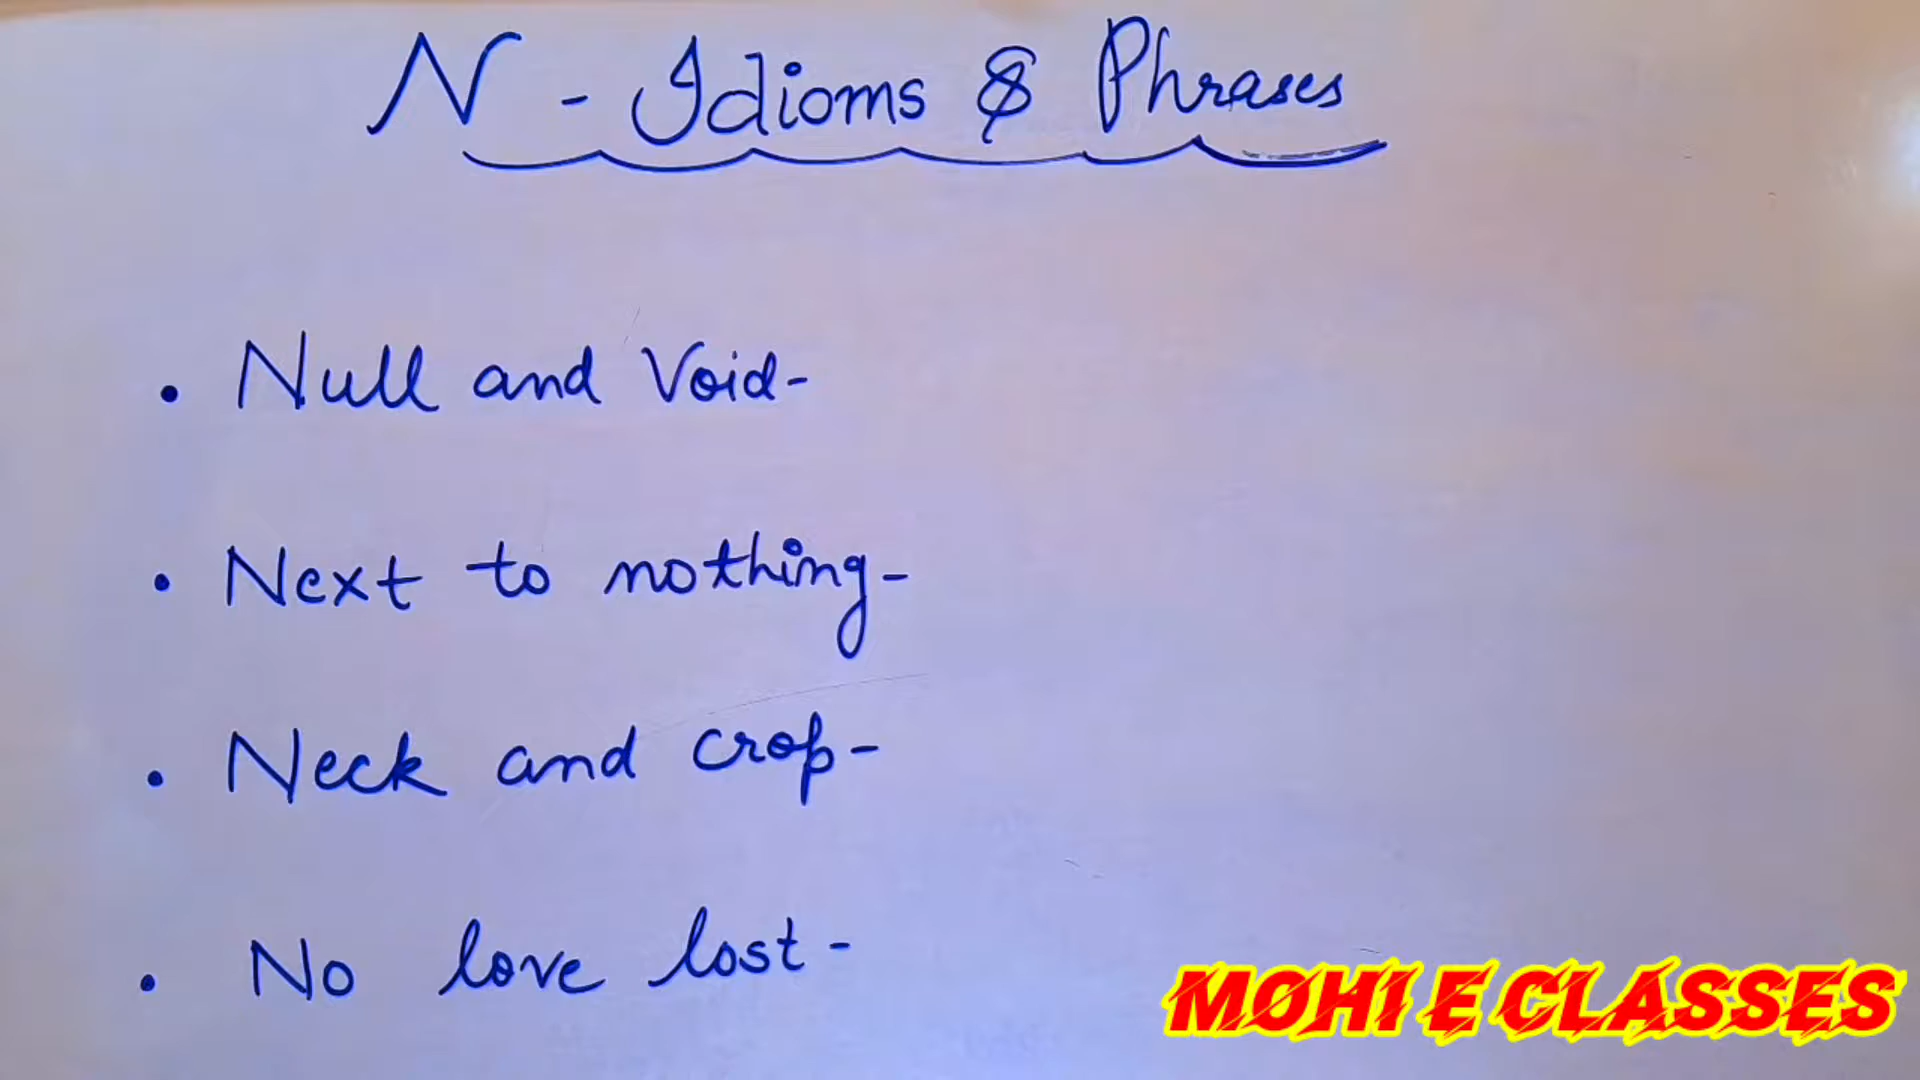 N - Idioms & Phrases
• Null and Void-
• Next to nothing-
• Neck and crop-
• No love lost-
MOHI E CLASSES